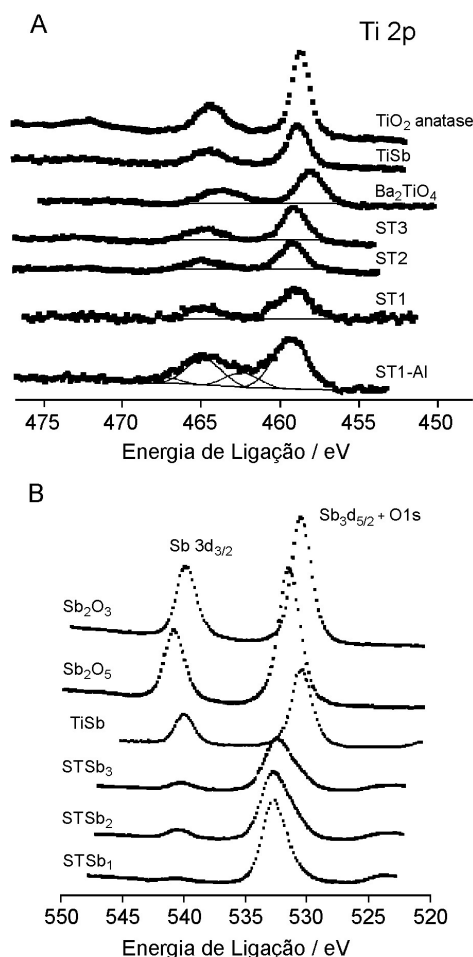 A
Ti 2p
TiO₂ anatase
TiSb
Ba₂TiO₄
ST3
ST2
ST1
ST1-Al
475 470 465 460 455 450
Energia de Ligação / eV
B
Sb₃d₅/₂ + O1s
Sb 3d₃/₂
Sb₂O₃
Sb₂O₅
TiSb
STSb₃
STSb₂
STSb₁
550 545 540 535 530 525 520
Energia de Ligação / eV